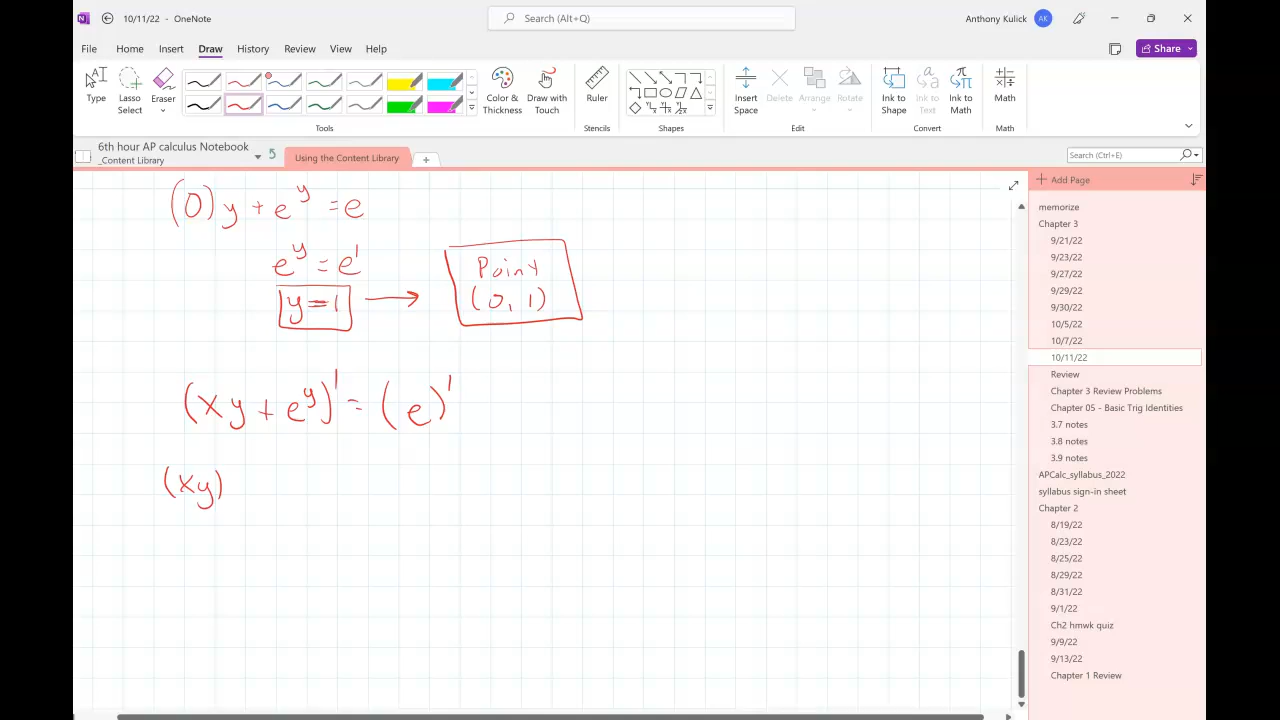 10/11/22 - OneNote
Search (Alt+Q)
Anthony Kulick
AK
File Home Insert Draw History Review View Help
Share
Type
Lasso Select
Eraser
Color & Thickness
Draw with Touch
Ruler
Insert Space
Delete
Arrange
Rotate
Ink to Shape
Ink to Text
Ink to Math
Math
Tools
Stencils
Shapes
Edit
Convert
Math
6th hour AP calculus Notebook
_Content Library
Using the Content Library
Search (Ctrl+E)
(0)y + e^y = e
e^y = e^1
y = 1
Point
(0, 1)
(xy + e^y)' = (e)'
(xy)
Add Page
memorize
Chapter 3
9/21/22
9/23/22
9/27/22
9/29/22
9/30/22
10/5/22
10/7/22
10/11/22
Review
Chapter 3 Review Problems
Chapter 05 - Basic Trig Identities
3.7 notes
3.8 notes
3.9 notes
APCalc_syllabus_2022
syllabus sign-in sheet
Chapter 2
8/19/22
8/23/22
8/25/22
8/29/22
8/31/22
9/1/22
Ch2 hmwk quiz
9/9/22
9/13/22
Chapter 1 Review